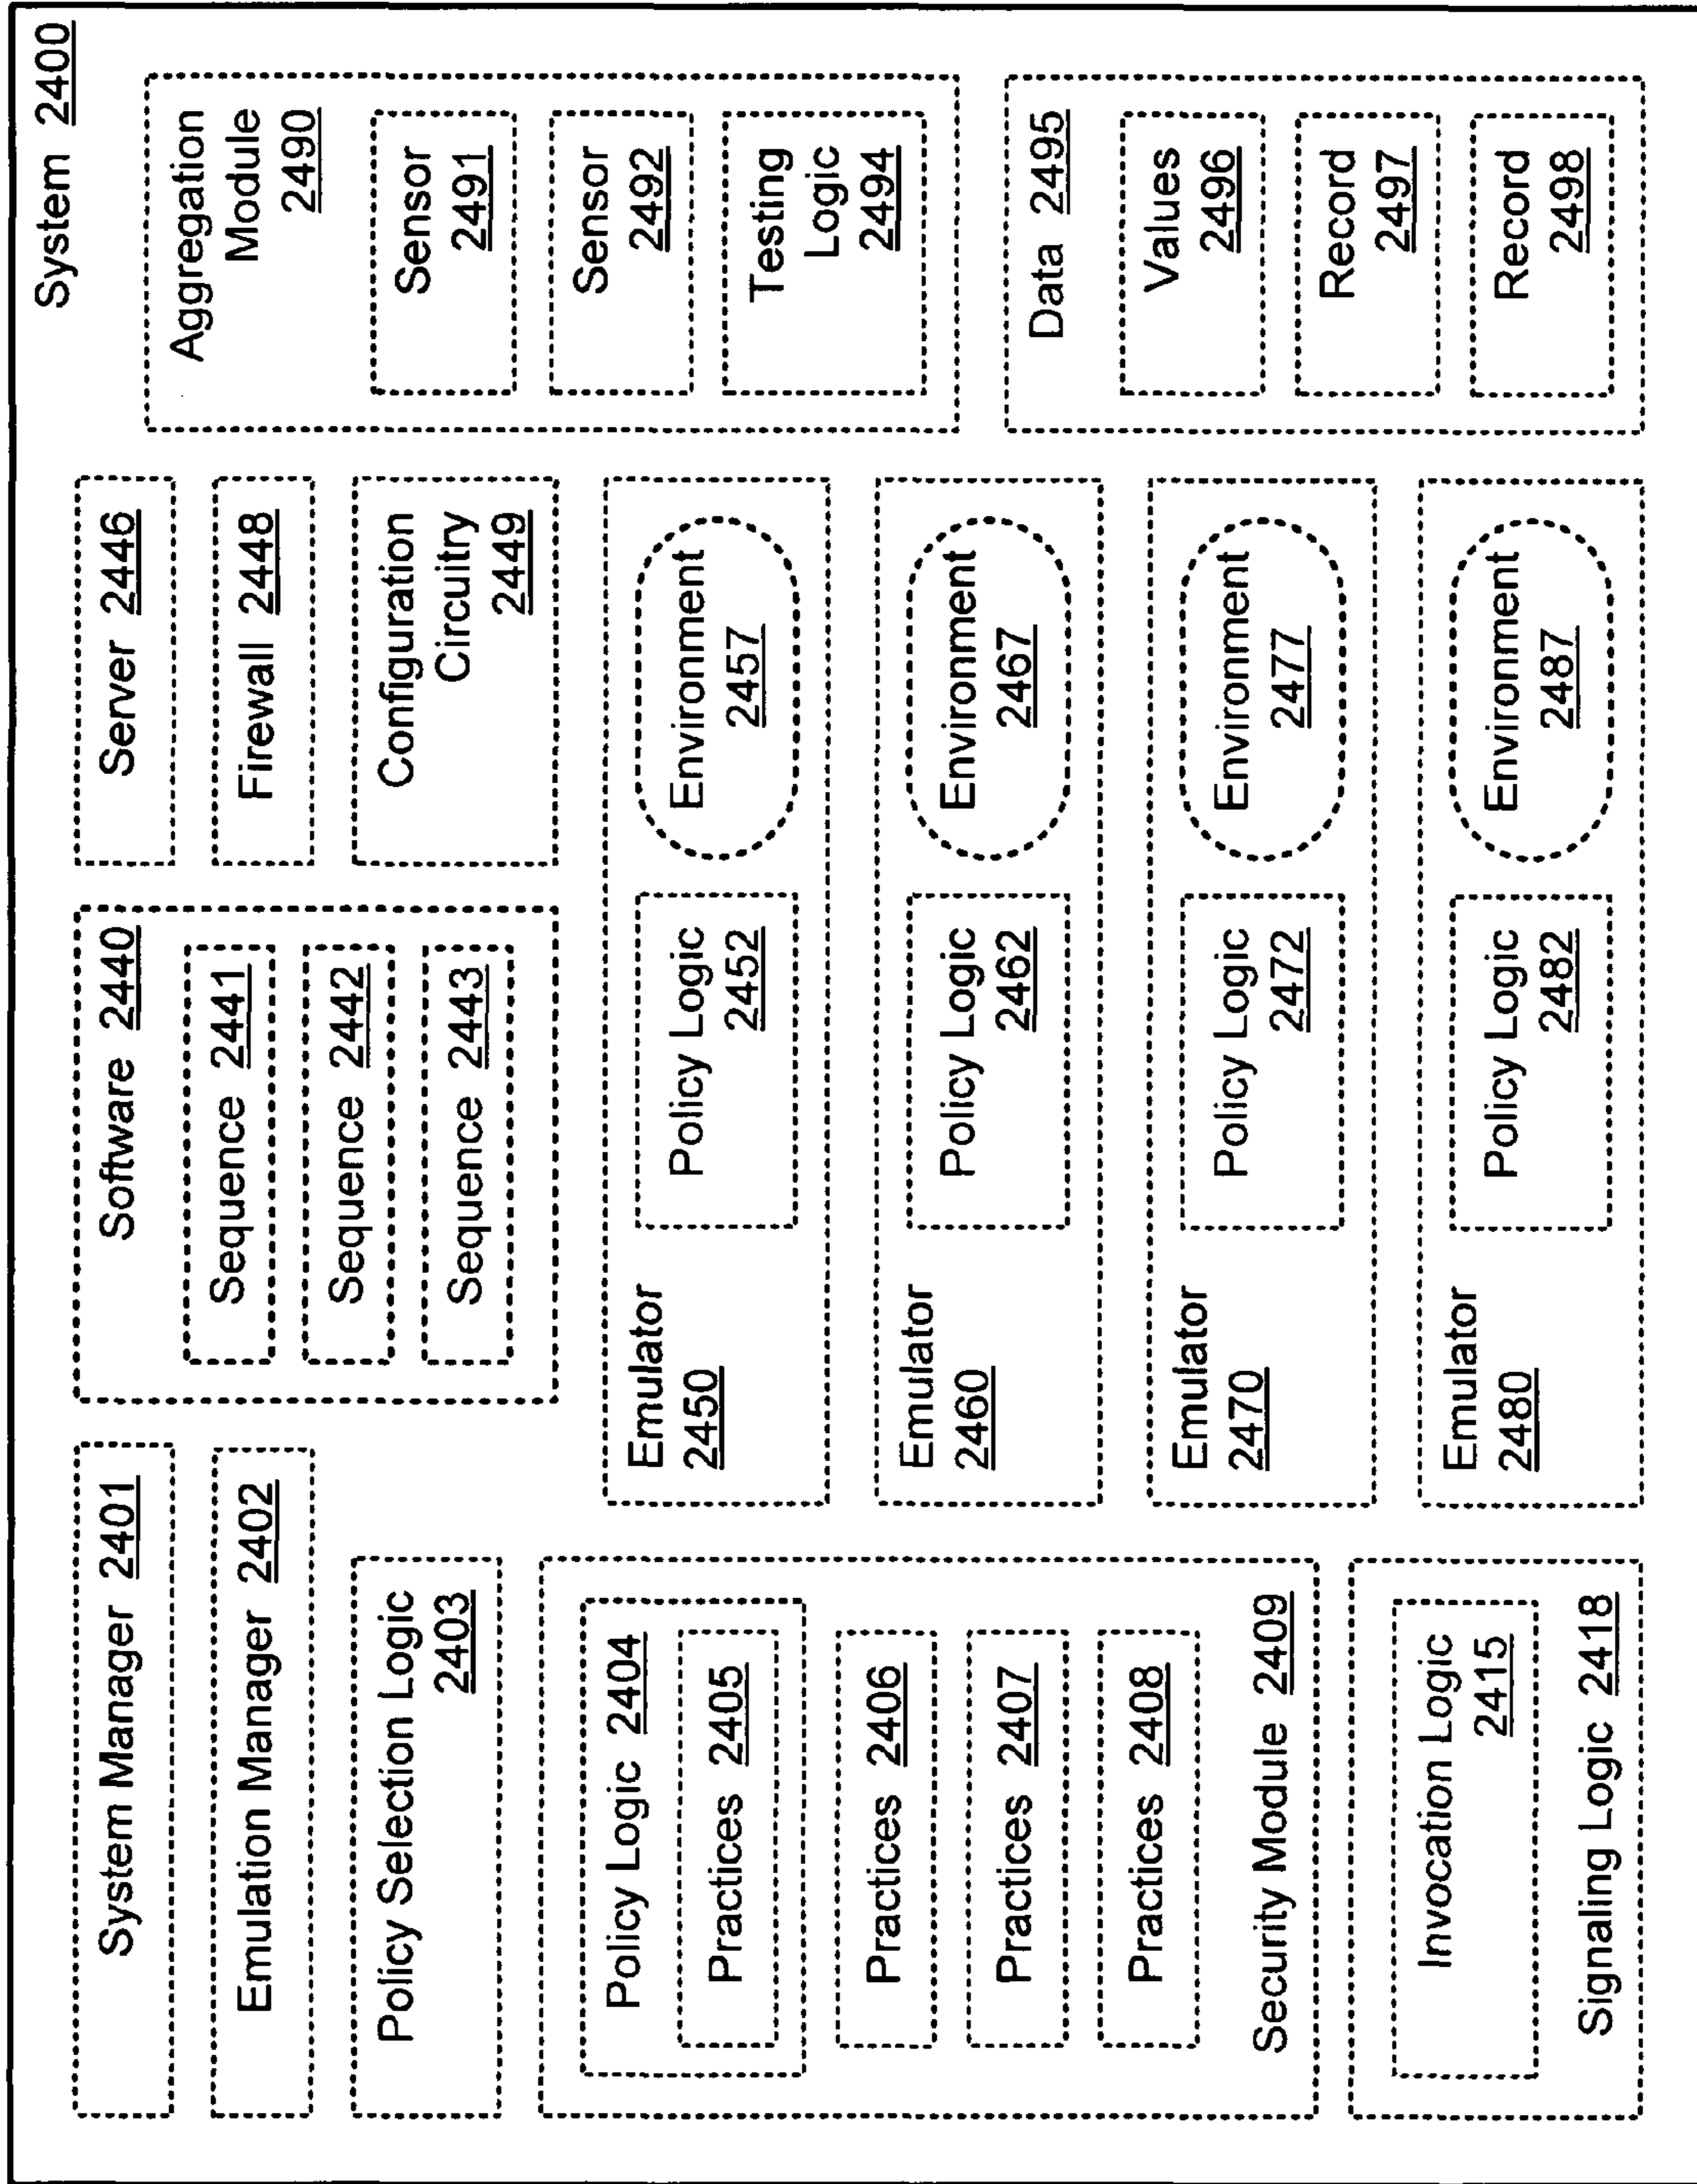 System 2400
System Manager 2401
Emulation Manager 2402
Policy Selection Logic
2403
Policy Logic 2404
Practices 2405
Practices 2406
Practices 2407
Practices 2408
Security Module 2409
Invocation Logic
2415
Signaling Logic 2418
Software 2440
Sequence 2441
Sequence 2442
Sequence 2443
Server 2446
Firewall 2448
Configuration
Circuitry
2449
Emulator
2450
Policy Logic
2452
Environment
2457
Emulator
2460
Policy Logic
2462
Environment
2467
Emulator
2470
Policy Logic
2472
Environment
2477
Emulator
2480
Policy Logic
2482
Environment
2487
Aggregation
Module
2490
Sensor
2491
Sensor
2492
Testing
Logic
2494
Data 2495
Values
2496
Record
2497
Record
2498